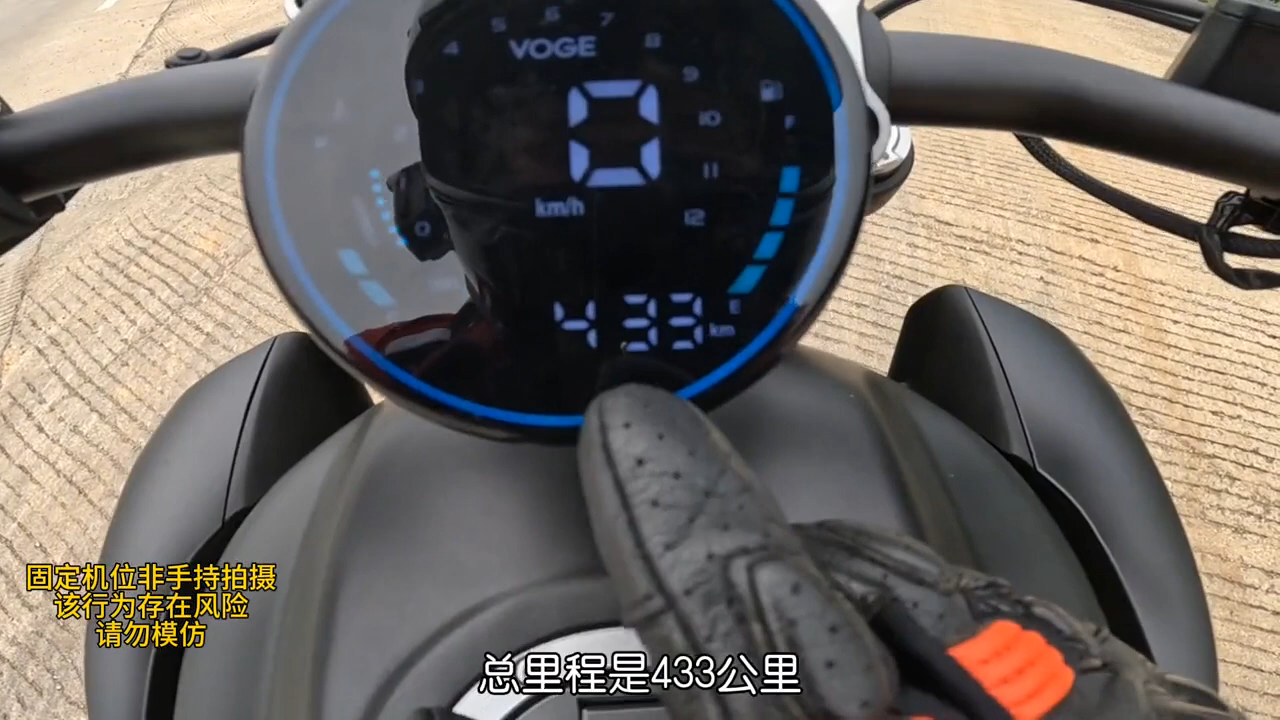 5 6 7
4 8
VOGE
9
0
F
10
11
km/h
12
0
E
433 km
固定机位非手持拍摄
该行为存在风险
请勿模仿
总里程是433公里